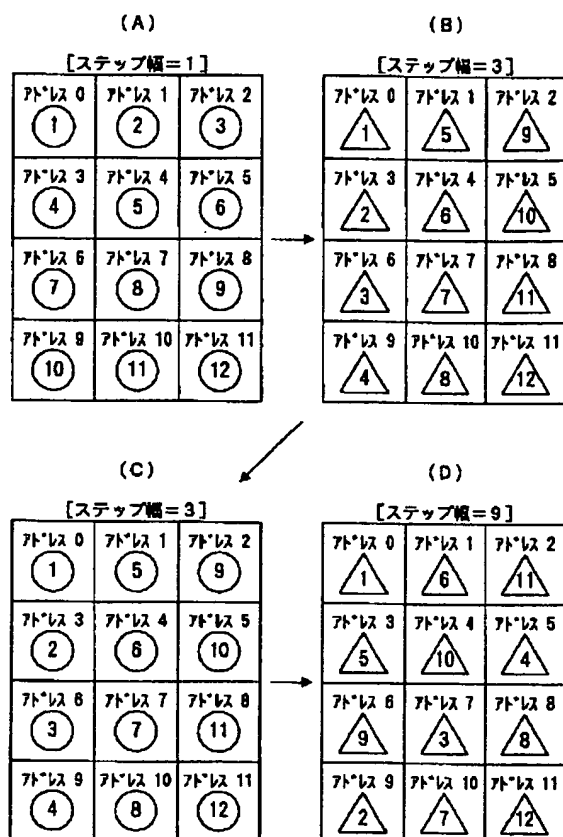 (A)
(B)
[ステップ幅=1]
[ステップ幅=3]
アドレス 0 アドレス 1 アドレス 2
1 2 3
アドレス 3 アドレス 4 アドレス 5
4 5 6
アドレス 6 アドレス 7 アドレス 8
7 8 9
アドレス 9 アドレス 10 アドレス 11
10 11 12
アドレス 0 アドレス 1 アドレス 2
1 5 9
アドレス 3 アドレス 4 アドレス 5
2 6 10
アドレス 6 アドレス 7 アドレス 8
3 7 11
アドレス 9 アドレス 10 アドレス 11
4 8 12
(C)
(D)
[ステップ幅=3]
[ステップ幅=9]
アドレス 0 アドレス 1 アドレス 2
1 5 9
アドレス 3 アドレス 4 アドレス 5
2 6 10
アドレス 6 アドレス 7 アドレス 8
3 7 11
アドレス 9 アドレス 10 アドレス 11
4 8 12
アドレス 0 アドレス 1 アドレス 2
1 6 11
アドレス 3 アドレス 4 アドレス 5
5 10 4
アドレス 6 アドレス 7 アドレス 8
9 3 8
アドレス 9 アドレス 10 アドレス 11
2 7 12